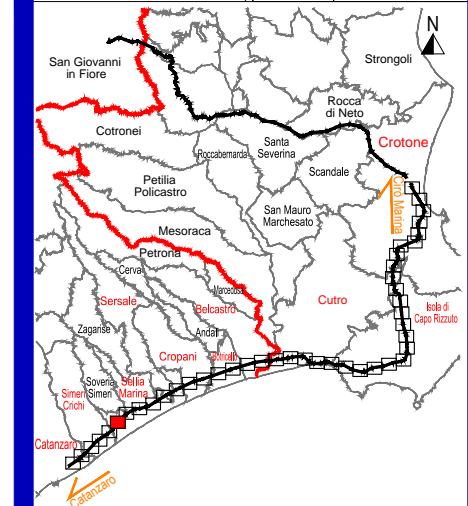 N
San Giovanni
in Fiore
Strongoli
Rocca
di Neto
Cotronei
Crotone
Santa
Severina
Roccabernarda
Scandale
Petilia
Policastro
Ciro Marina
San Mauro
Marchesato
Mesoraca
Petrona
Cerva
Marcedusa
Sersale
Belcastro
Cutro
Isola di
Capo Rizzuto
Zagarise
Andali
Cropani
Botricello
Soveria
Simeri
Sellia
Marina
Simeri
Crichi
Catanzaro
Catanzaro